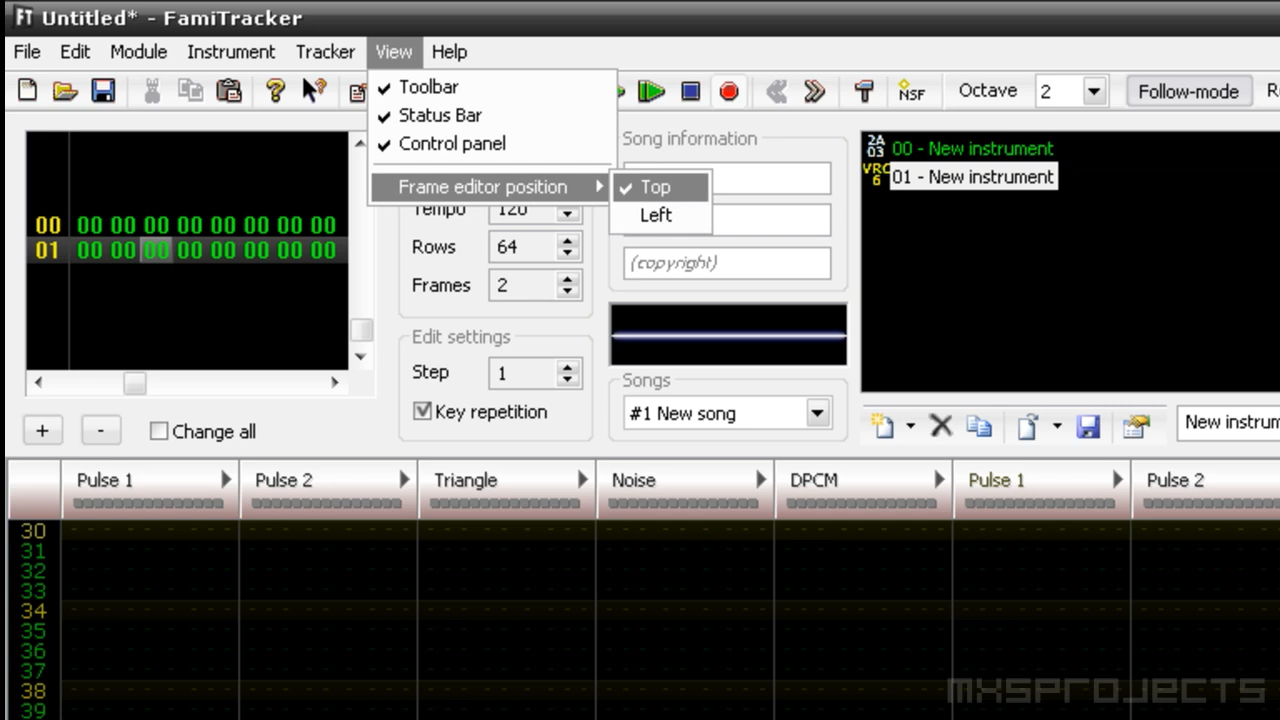 FT Untitled* - FamiTracker
File Edit Module Instrument Tracker View Help
Toolbar
Status Bar
Control panel
Frame editor position
Top
Left
NSF Octave 2 Follow-mode
Song information
(copyright)
Tempo 120
Rows 64
Frames 2
00 00 00 00 00 00 00 00 00
01 00 00 00 00 00 00 00 00
+ - Change all
Edit settings
Step 1
Key repetition
Songs
#1 New song
2A03 00 - New instrument
VRC6 01 - New instrument
Pulse 1 Pulse 2 Triangle Noise DPCM Pulse 1 Pulse 2
30
31
32
33
34
35
36
37
38
39
MXSPROJECTS